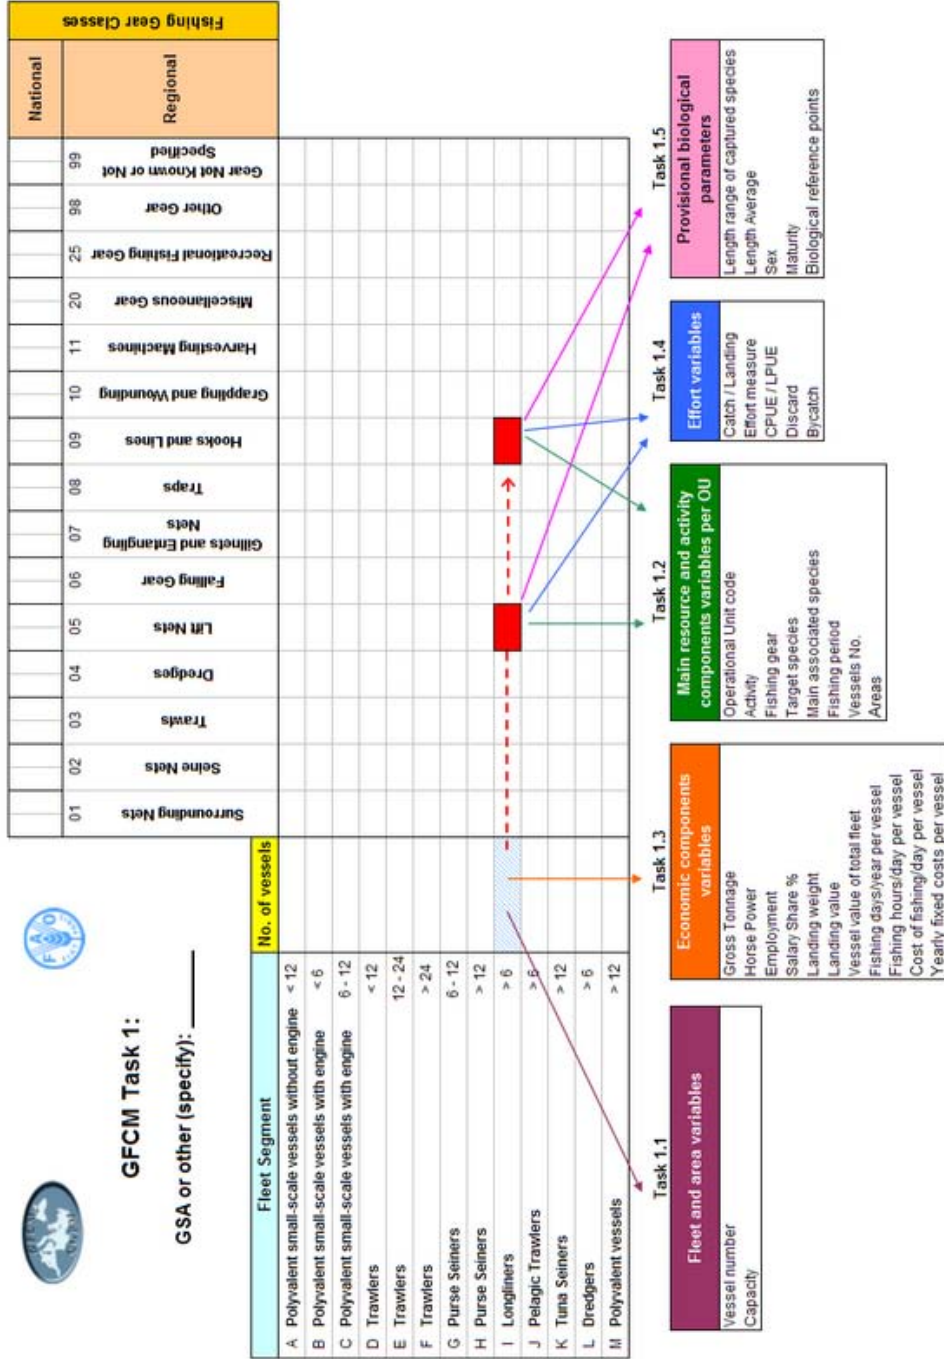 GFCM Task 1:
GSA or other (specify): ________
FAO
National
Regional
Fishing Gear Classes
01 Surrounding Nets
02 Seine Nets
03 Trawls
04 Dredges
05 Lift Nets
06 Falling Gear
07 Gillnets and Entangling
Nets
08 Traps
09 Hooks and Lines
10 Grappling and Wounding
11 Harvesting Machines
20 Miscellaneous Gear
25 Recreational Fishing Gear
98 Other Gear
99 Gear Not Known or Not
Specified
Fleet Segment
No. of vessels
A Polyvalent small-scale vessels without engine < 12
B Polyvalent small-scale vessels with engine < 6
C Polyvalent small-scale vessels with engine 6 - 12
D Trawlers < 12
E Trawlers 12 - 24
F Trawlers > 24
G Purse Seiners 6 - 12
H Purse Seiners > 12
I Longliners > 6
J Pelagic Trawlers > 6
K Tuna Seiners > 12
L Dredgers > 6
M Polyvalent vessels > 12
Task 1.1
Fleet and area variables
Vessel number
Capacity
Task 1.3
Economic components
variables
Gross Tonnage
Horse Power
Employment
Salary Share %
Landing weight
Landing value
Vessel value of total fleet
Fishing days/year per vessel
Fishing hours/day per vessel
Cost of fishing/day per vessel
Yearly fixed costs per vessel
Task 1.2
Main resource and activity
components variables per OU
Operational Unit code
Activity
Fishing gear
Target species
Main associated species
Fishing period
Vessels No.
Areas
Task 1.4
Effort variables
Catch / Landing
Effort measure
CPUE / LPUE
Discard
Bycatch
Task 1.5
Provisional biological
parameters
Length range of captured species
Length Average
Sex
Maturity
Biological reference points